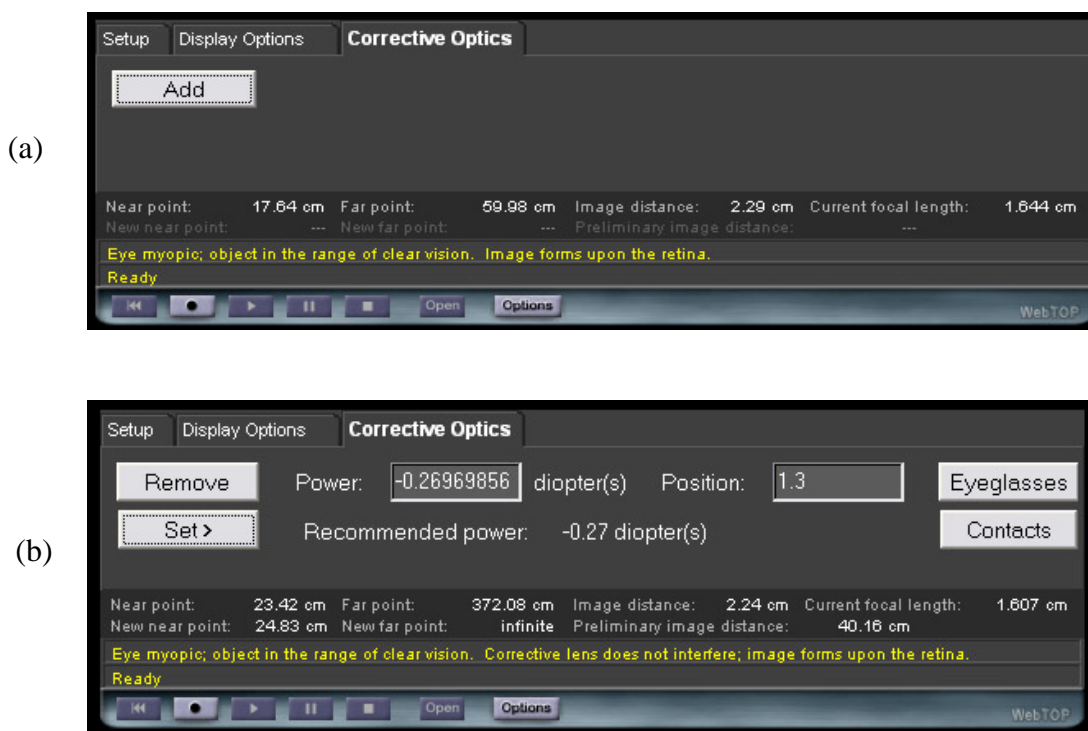 (a)
Setup Display Options Corrective Optics
Add
Near point: 17.64 cm Far point: 59.98 cm Image distance: 2.29 cm Current focal length: 1.644 cm
New near point: --- New far point: --- Preliminary image distance: ---
Eye myopic; object in the range of clear vision. Image forms upon the retina.
Ready
Open Options WebTOP
(b)
Setup Display Options Corrective Optics
Remove Power: -0.26969856 diopter(s) Position: 1.3 Eyeglasses
Set > Recommended power: -0.27 diopter(s) Contacts
Near point: 23.42 cm Far point: 372.08 cm Image distance: 2.24 cm Current focal length: 1.607 cm
New near point: 24.83 cm New far point: infinite Preliminary image distance: 40.16 cm
Eye myopic; object in the range of clear vision. Corrective lens does not interfere; image forms upon the retina.
Ready
Open Options WebTOP